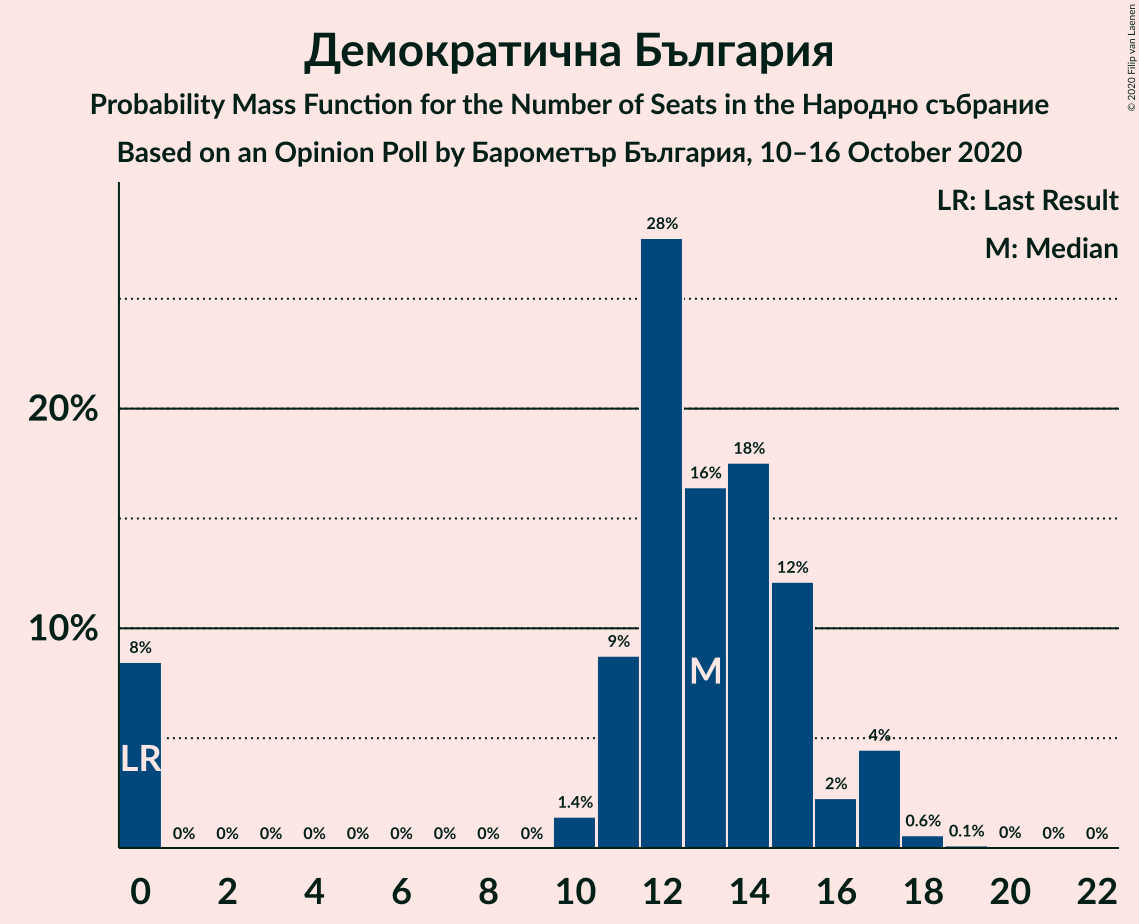 Демократична България
Probability Mass Function for the Number of Seats in the Народно събрание
Based on an Opinion Poll by Барометър България, 10–16 October 2020
© 2020 Filip van Laenen
LR: Last Result
M: Median
28%
20%
18%
16%
12%
10%
9%
8%
M
LR
4%
2%
1.4%
0.6%
0.1%
0% 0% 0% 0% 0% 0% 0% 0% 0% 0% 0% 0%
0 2 4 6 8 10 12 14 16 18 20 22